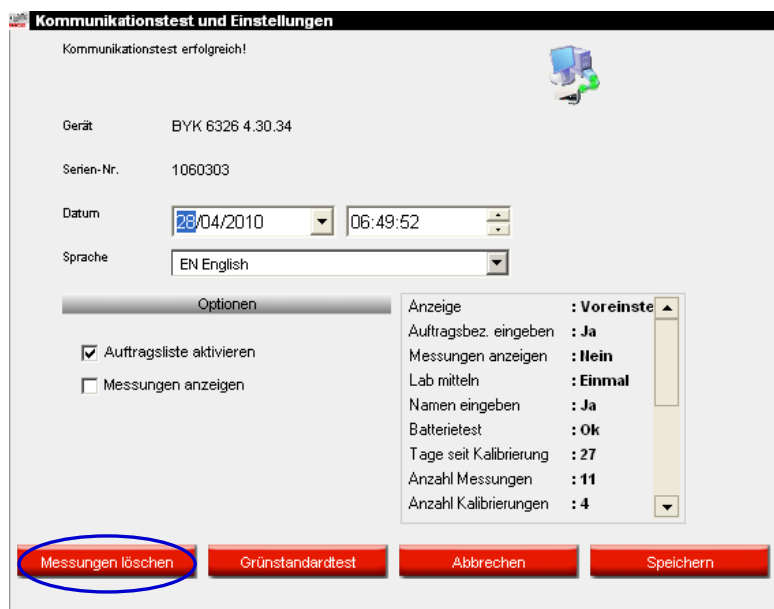 Kommunikationstest und Einstellungen
Kommunikationstest erfolgreich!
Gerät BYK 6326 4.30.34
Serien-Nr. 1060303
Datum 28/04/2010 06:49:52
Sprache EN English
Optionen
Auftragsliste aktivieren
Messungen anzeigen
Anzeige : Voreinste
Auftragsbez. eingeben : Ja
Messungen anzeigen : Nein
Lab mitteln : Einmal
Namen eingeben : Ja
Batterietest : Ok
Tage seit Kalibrierung : 27
Anzahl Messungen : 11
Anzahl Kalibrierungen : 4
Messungen löschen Grünstandardtest Abbrechen Speichern